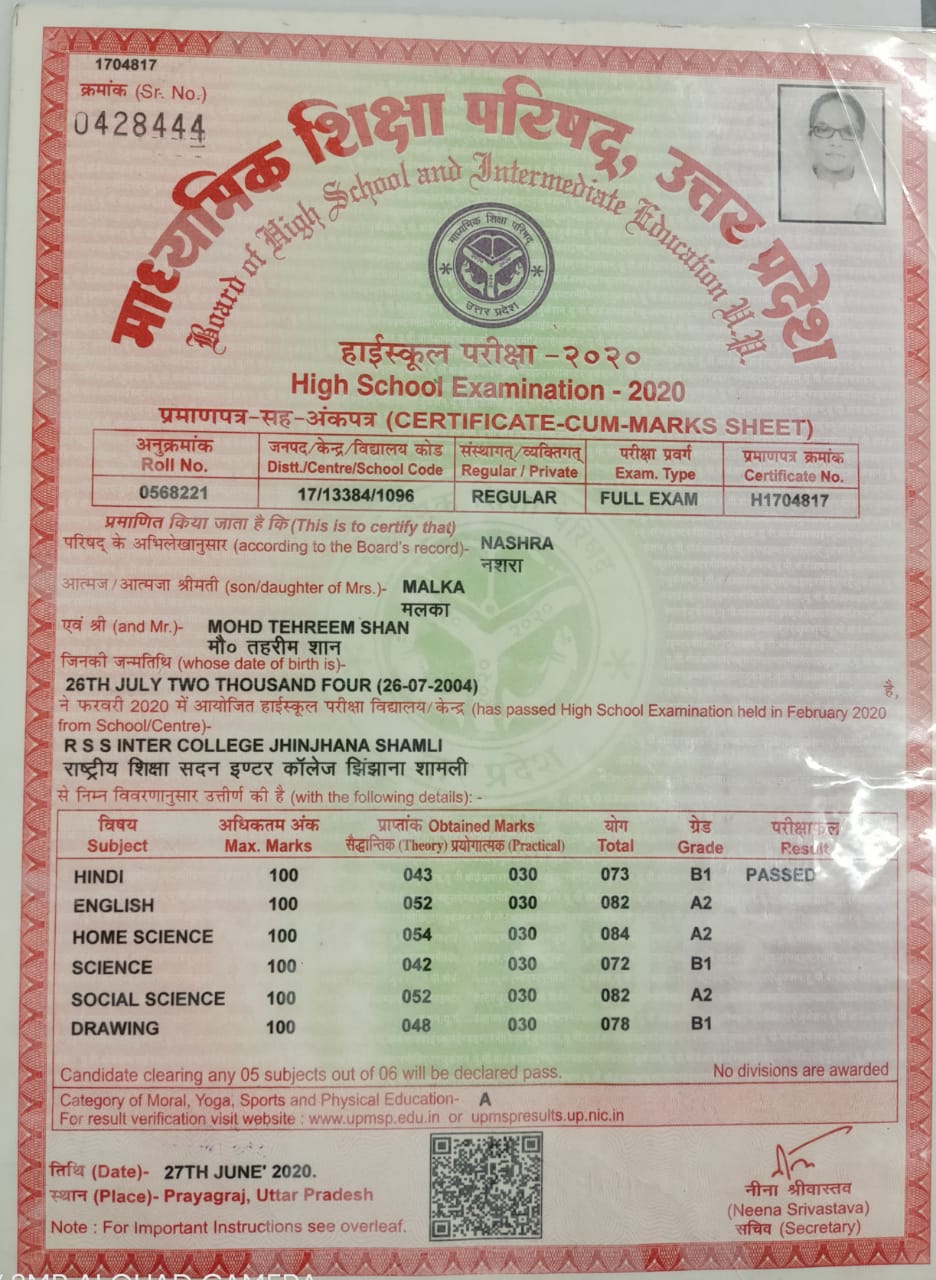 1704817
क्रमांक (Sr. No.)
0428444
माध्यमिक शिक्षा परिषद्, उत्तर प्रदेश
Board of High School and Intermediate Education U.P.
माध्यमिक शिक्षा परिषद्
उत्तर प्रदेश
हाईस्कूल परीक्षा -२०२०
High School Examination - 2020
प्रमाणपत्र-सह-अंकपत्र (CERTIFICATE-CUM-MARKS SHEET)
अनुक्रमांक जनपद/केन्द्र/विद्यालय कोड संस्थागत/व्यक्तिगत परीक्षा प्रवर्ग प्रमाणपत्र क्रमांक
Roll No. Distt./Centre/School Code Regular / Private Exam. Type Certificate No.
0568221 17/13384/1096 REGULAR FULL EXAM H1704817
प्रमाणित किया जाता है कि (This is to certify that)
परिषद के अभिलेखानुसार (according to the Board's record)- NASHRA
नशरा
आत्मज/आत्मजा श्रीमती (son/daughter of Mrs.)- MALKA
मलका
एवं श्री (and Mr.)- MOHD TEHREEM SHAN
मौ० तहरीम शान
जिनकी जन्मतिथि (whose date of birth is)-
26TH JULY TWO THOUSAND FOUR (26-07-2004) है,
ने फरवरी 2020 में आयोजित हाईस्कूल परीक्षा विद्यालय/केन्द्र (has passed High School Examination held in February 2020
from School/Centre)-
R S S INTER COLLEGE JHINJHANA SHAMLI
राष्ट्रीय शिक्षा सदन इण्टर कॉलेज झिंझाना शामली
से निम्न विवरणानुसार उत्तीर्ण की है (with the following details): -
विषय अधिकतम अंक प्राप्तांक Obtained Marks योग ग्रेड परीक्षाफल
Subject Max. Marks सैद्धान्तिक (Theory) प्रयोगात्मक (Practical) Total Grade Result
HINDI 100 043 030 073 B1 PASSED
ENGLISH 100 052 030 082 A2
HOME SCIENCE 100 054 030 084 A2
SCIENCE 100 042 030 072 B1
SOCIAL SCIENCE 100 052 030 082 A2
DRAWING 100 048 030 078 B1
Candidate clearing any 05 subjects out of 06 will be declared pass. No divisions are awarded
Category of Moral, Yoga, Sports and Physical Education- A
For result verification visit website : www.upmsp.edu.in or upmspresults.up.nic.in
तिथि (Date)- 27TH JUNE' 2020.
स्थान (Place)- Prayagraj, Uttar Pradesh
Note : For Important Instructions see overleaf.
नीना श्रीवास्तव
(Neena Srivastava)
सचिव (Secretary)